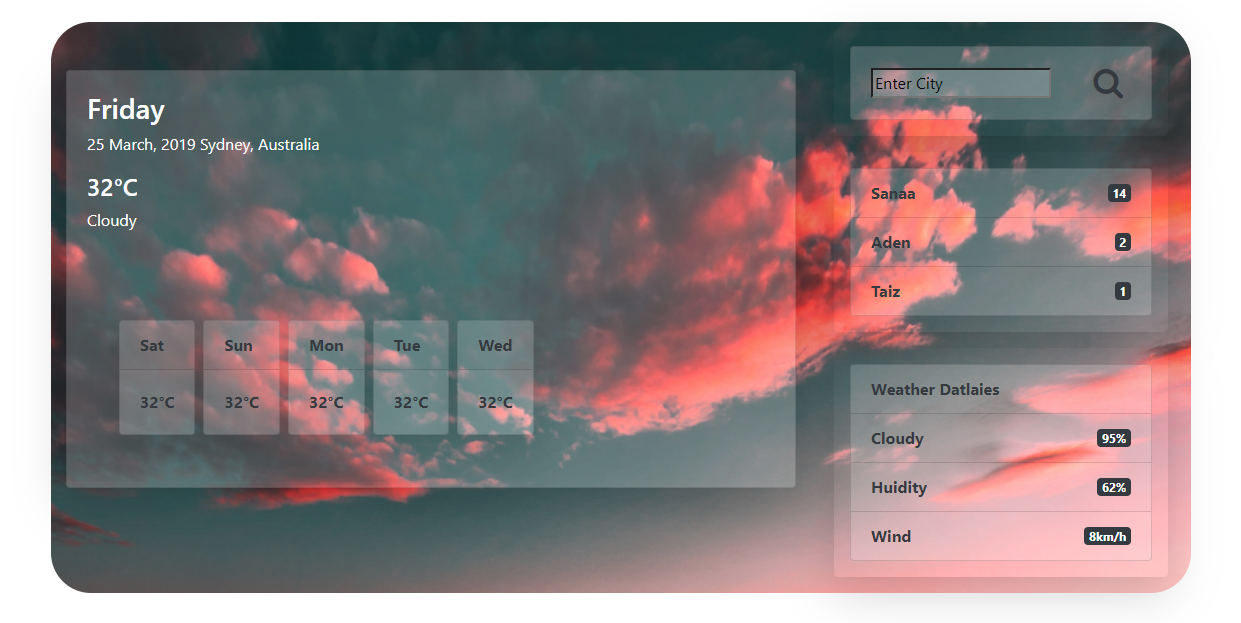 Friday
25 March, 2019 Sydney, Australia
32°C
Cloudy
Sat Sun Mon Tue Wed
32°C 32°C 32°C 32°C 32°C
Enter City
Sanaa 14
Aden 2
Taiz 1
Weather Datlaies
Cloudy 95%
Huidity 62%
Wind 8km/h